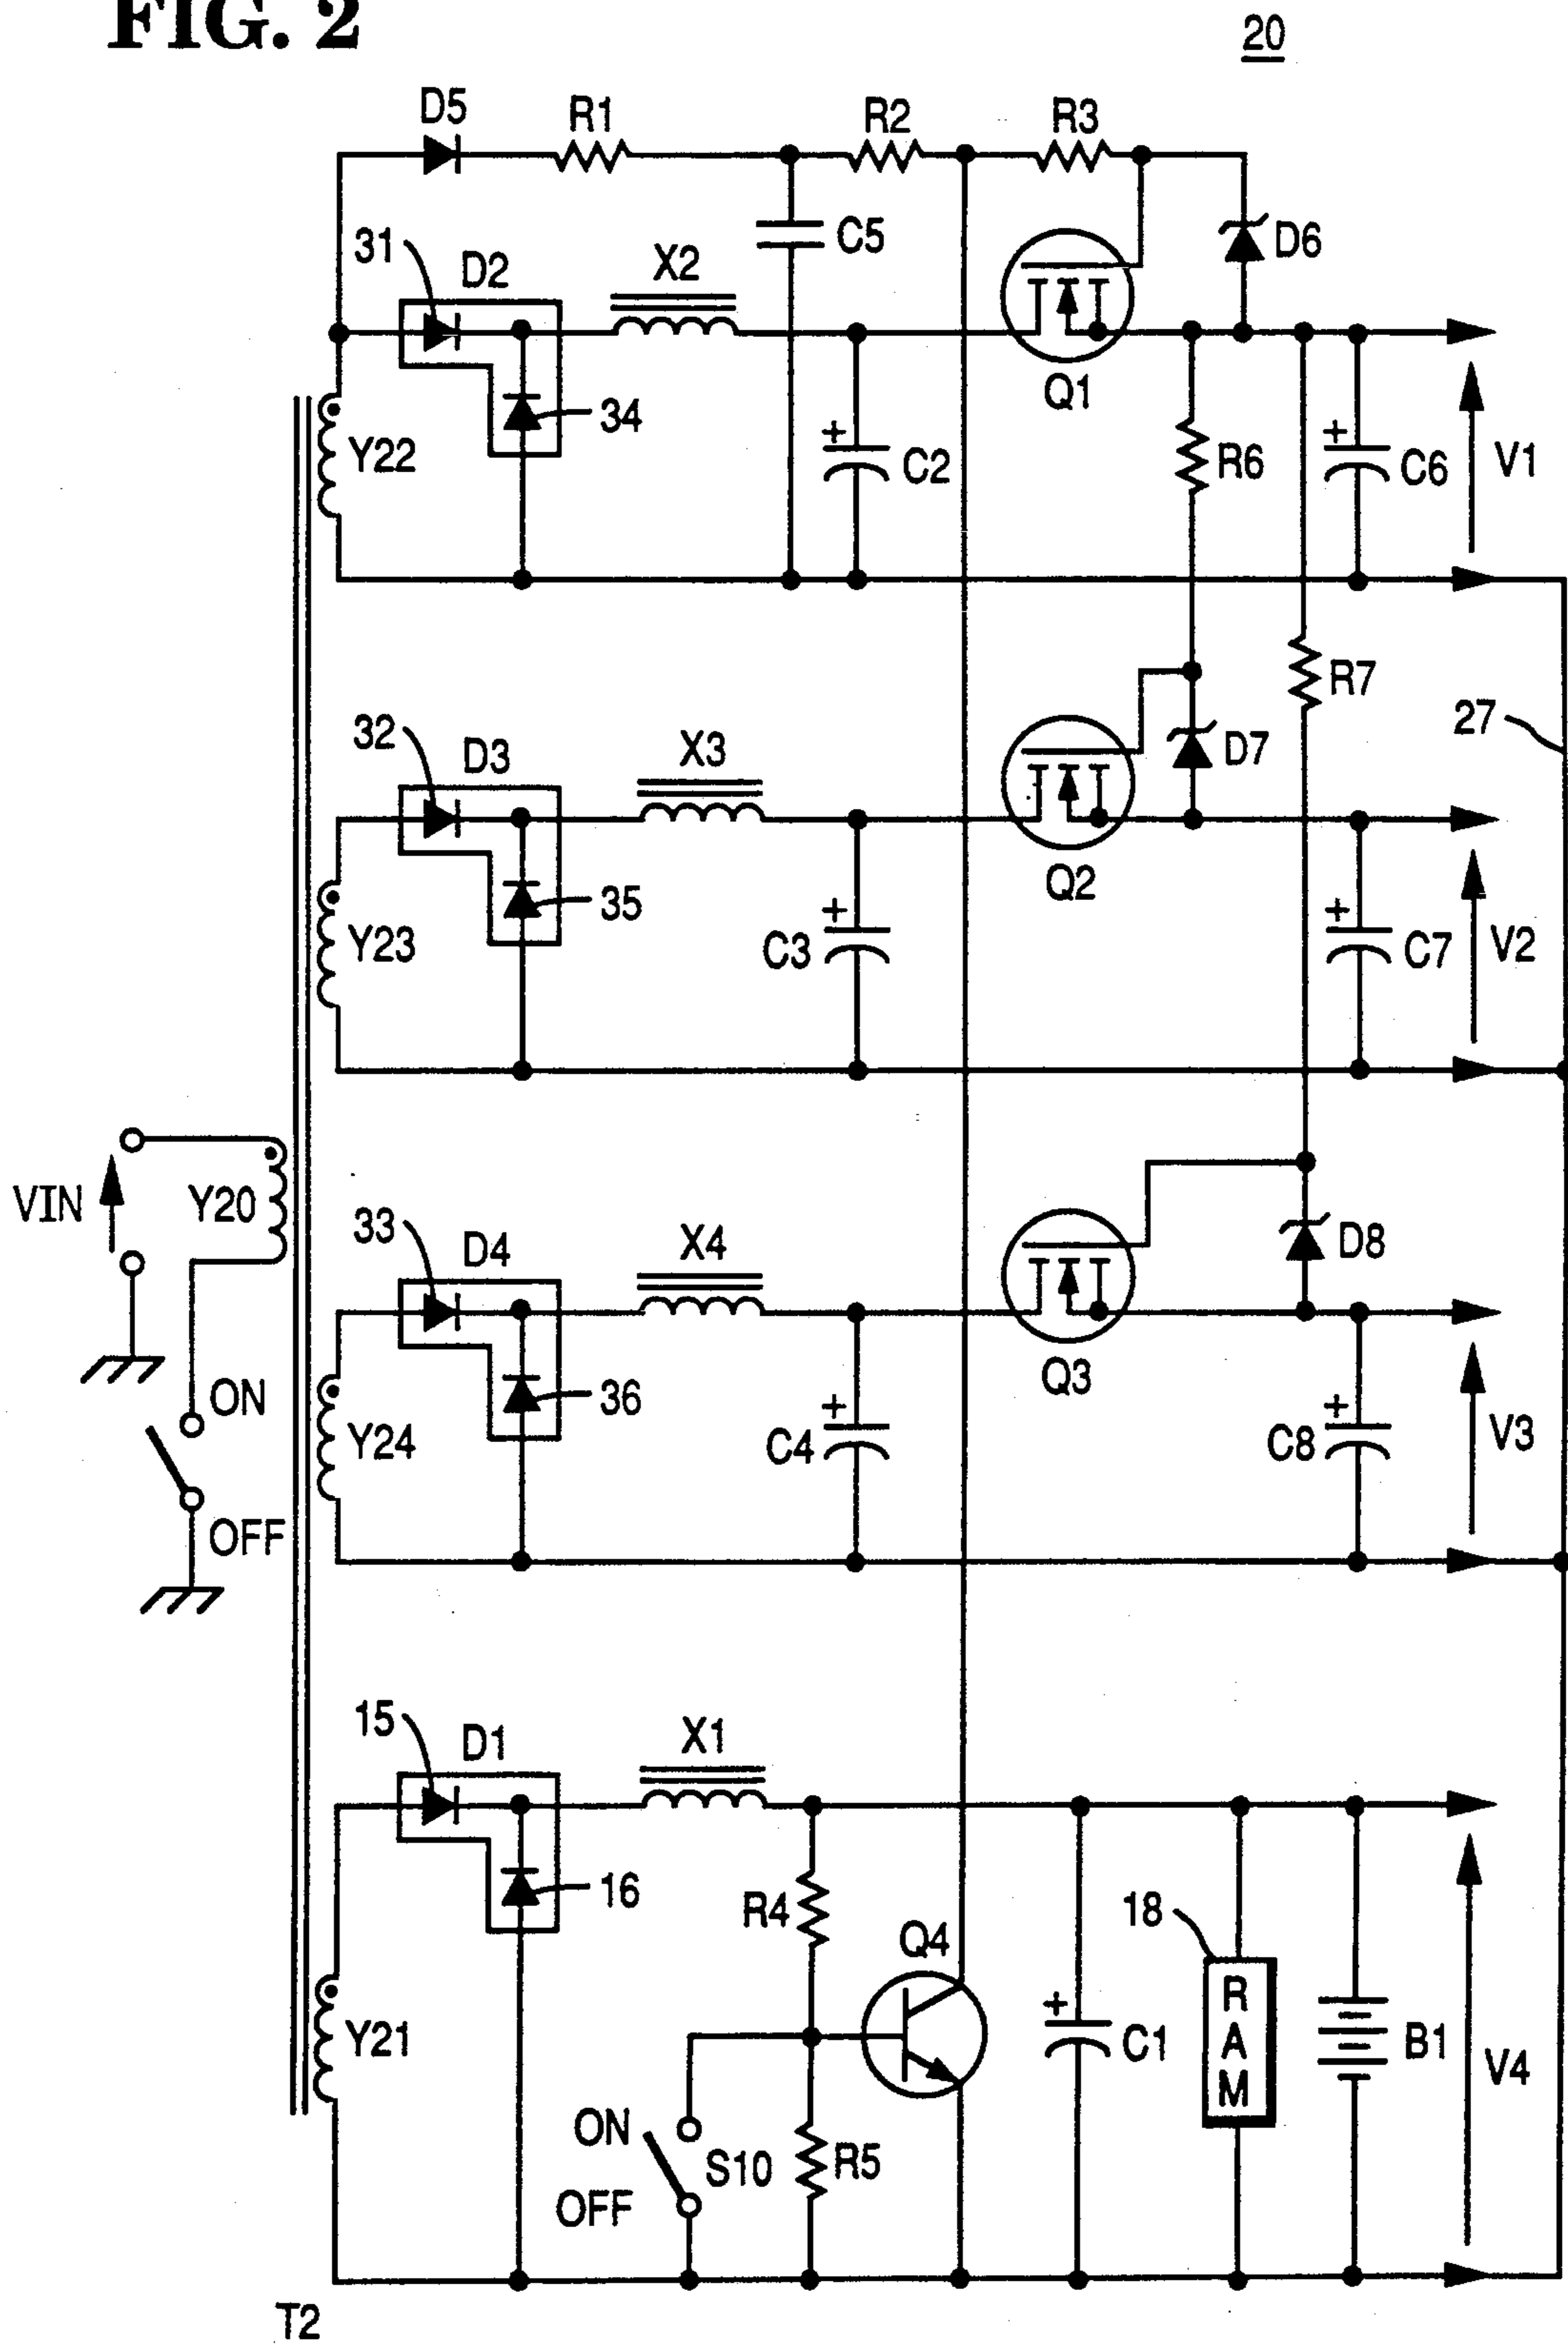 FIG. 2
20
D5
R1
R2
R3
31
D2
X2
C5
D6
34
Y22
C2
Q1
R6
C6
V1
R7
27
32
D3
X3
D7
35
Y23
C3
Q2
C7
V2
VIN
Y20
33
D4
X4
D8
ON
OFF
36
Y24
C4
Q3
C8
V3
15
D1
X1
16
R4
Q4
18
Y21
C1
R
A
M
B1
V4
ON
OFF
S10
R5
T2